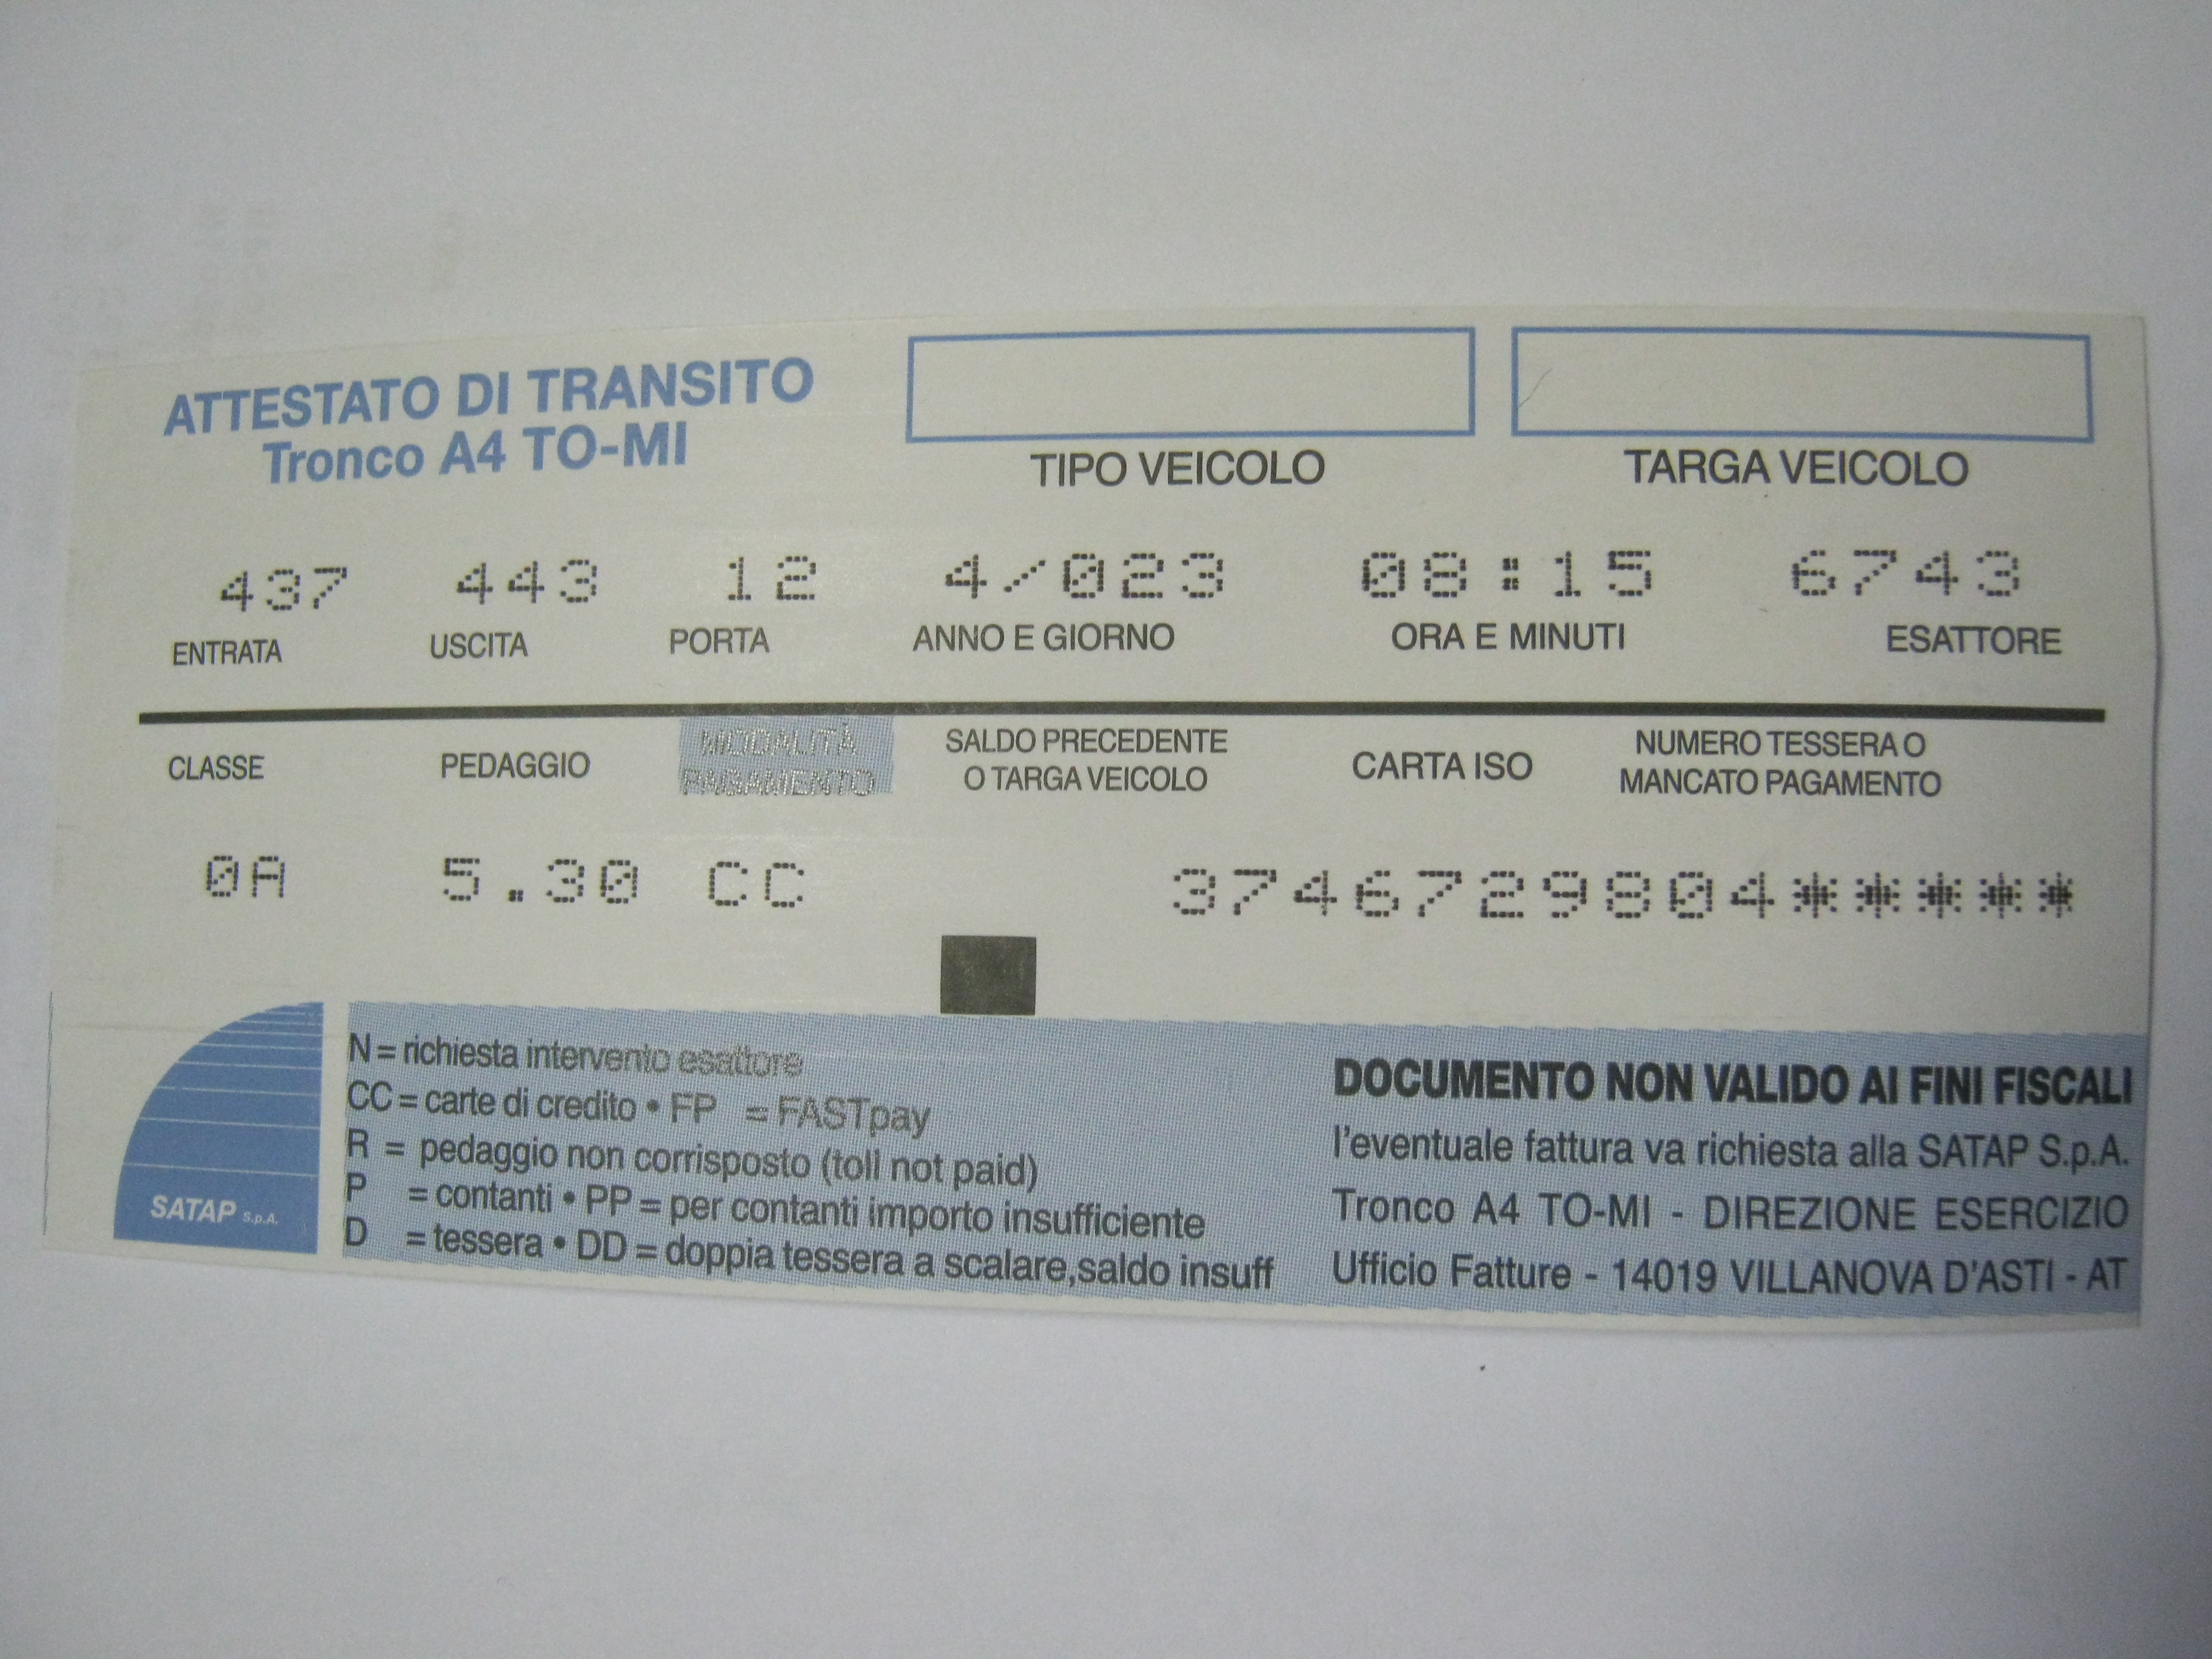 ATTESTATO DI TRANSITO
Tronco A4 TO-MI
TIPO VEICOLO TARGA VEICOLO
437 443 12 4/023 08:15 6743
ENTRATA USCITA PORTA ANNO E GIORNO ORA E MINUTI ESATTORE
CLASSE PEDAGGIO MODALITÀ PAGAMENTO SALDO PRECEDENTE O TARGA VEICOLO CARTA ISO NUMERO TESSERA O MANCATO PAGAMENTO
0A 5.30 CC 3746729804*****
SATAP S.p.A.
N = richiesta intervento esattore
CC = carte di credito • FP = FASTpay
R = pedaggio non corrisposto (toll not paid)
P = contanti • PP = per contanti importo insufficiente
D = tessera • DD = doppia tessera a scalare,saldo insuff
DOCUMENTO NON VALIDO AI FINI FISCALI
l'eventuale fattura va richiesta alla SATAP S.p.A.
Tronco A4 TO-MI - DIREZIONE ESERCIZIO
Ufficio Fatture - 14019 VILLANOVA D'ASTI - AT